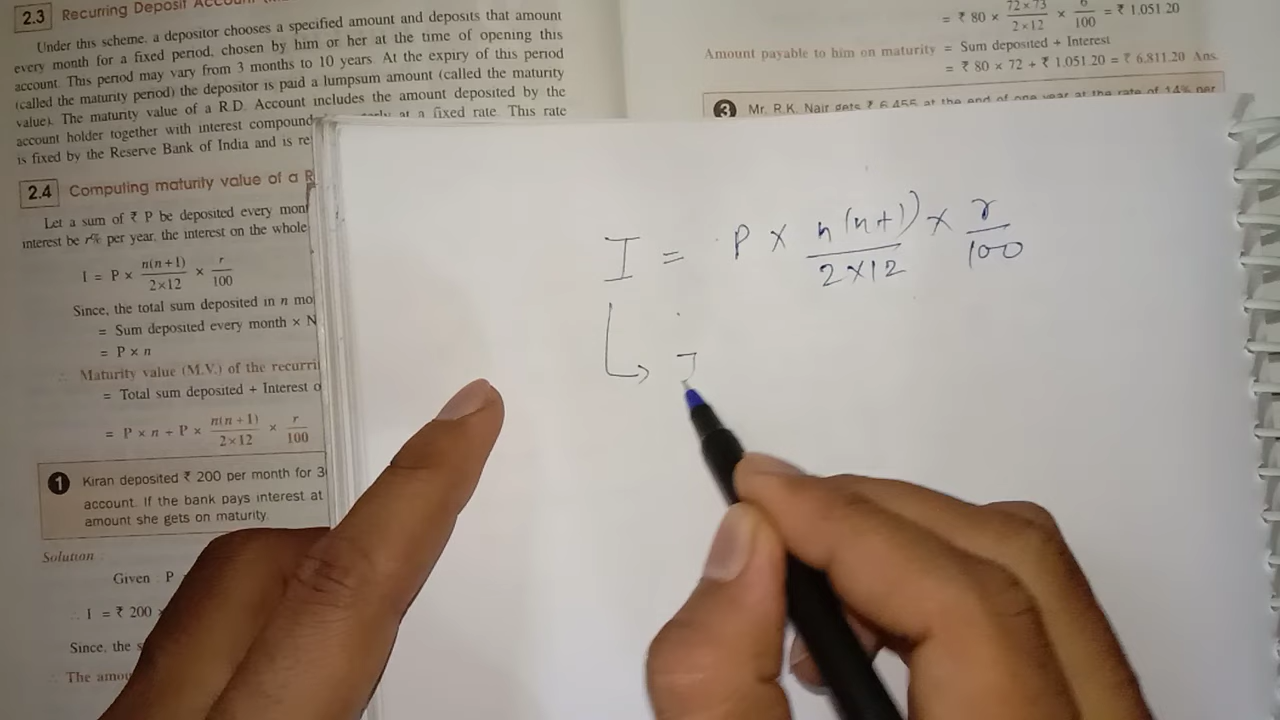 2.3 Recurring Deposit Account
Under this scheme, a depositor chooses a specified amount and deposits that amount
every month for a fixed period, chosen by him or her at the time of opening this
account. This period may vary from 3 months to 10 years. At the expiry of this period
(called the maturity period) the depositor is paid a lumpsum amount (called the maturity
value). The maturity value of a R.D. Account includes the amount deposited by the
account holder together with interest compound at a fixed rate. This rate
is fixed by the Reserve Bank of India and is re
2.4 Computing maturity value of a R
Let a sum of ₹ P be deposited every mont
interest be r% per year, the interest on the whole
I = P × n(n+1)/2×12 × r/100
Since, the total sum deposited in n mo
= Sum deposited every month × N
= P × n
∴ Maturity value (M.V.) of the recurri
= Total sum deposited + Interest o
= P × n + P × n(n+1)/2×12 × r/100
1 Kiran deposited ₹ 200 per month for 3
account. If the bank pays interest at
amount she gets on maturity.
Solution :
Given P
∴ I = ₹ 200
Since, the s
∴ The amou
= ₹ 80 × 72×73/2×12 × 6/100 = ₹ 1,051.20
Amount payable to him on maturity = Sum deposited + Interest
= ₹ 80 × 72 + ₹ 1,051.20 = ₹ 6,811.20 Ans.
3 Mr. R.K. Nair gets ₹ 6,455 at the end of one year at the rate of 14% per
I = P × n(n+1)/2×12 × r/100